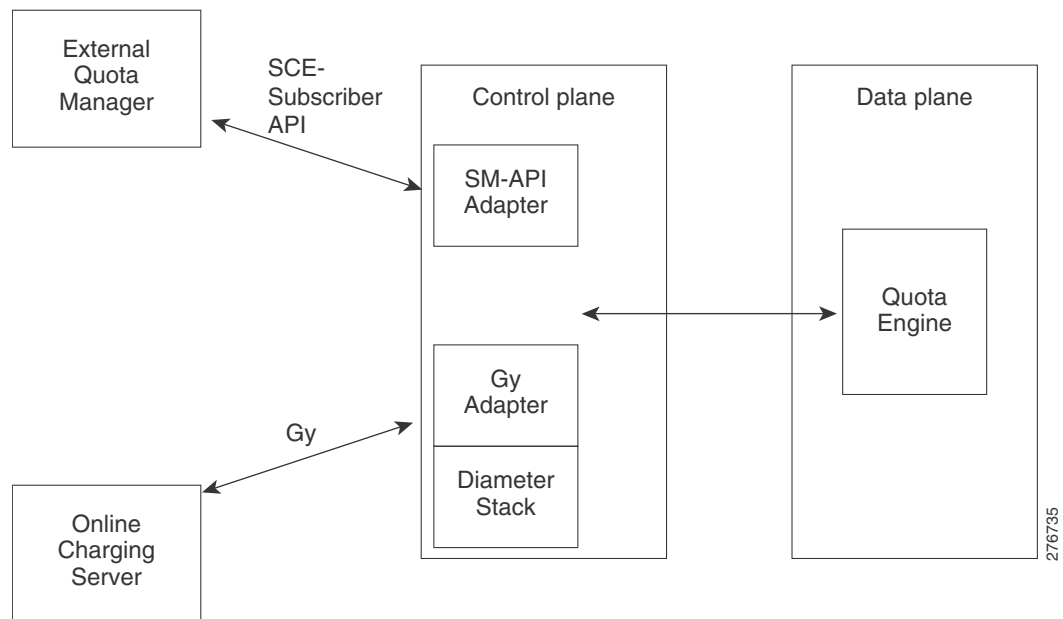 External
Quota
Manager
SCE-
Subscriber
API
Control plane
Data plane
SM-API
Adapter
Quota
Engine
Gy
Adapter
Gy
Diameter
Stack
Online
Charging
Server
276735